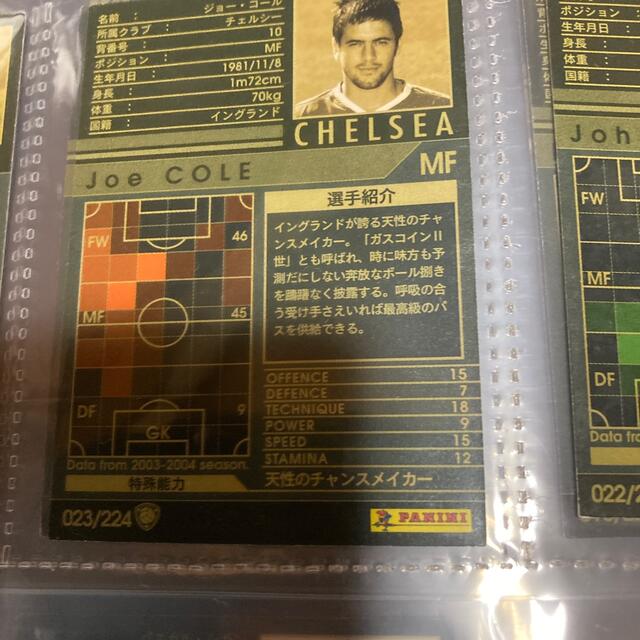 名前 : ジョー・コール
所属クラブ : チェルシー
背番号 : 10
ポジション : MF
生年月日 : 1981/11/8
身長 : 1m72cm
体重 : 70kg
国籍 : イングランド
CHELSEA
Joe COLE
MF
選手紹介
イングランドが誇る天性のチャ
ンスメイカー。「ガスコインII
世」とも呼ばれ、時に味方も予
測だにしない奔放なボール捌き
を躊躇なく披露する。呼吸の合
う受け手さえいれば最高級のパ
スを供給できる。
FW 46
MF 45
DF 9
GK
Data from 2003-2004 season.
OFFENCE 15
DEFENCE 7
TECHNIQUE 18
POWER 9
SPEED 15
STAMINA 12
特殊能力 天性のチャンスメイカー
023/224
PANINI
ポジション
生年月日 :
身長 :
体重 :
国籍 :
Joh
FW
MF
DF
Data from
022/2